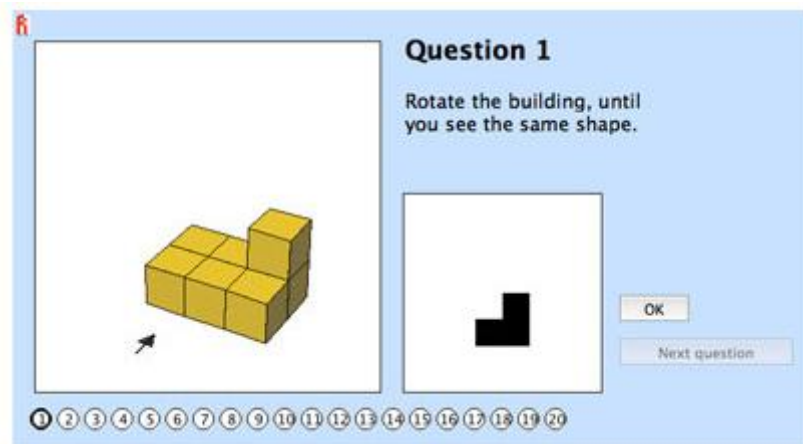 Question 1
Rotate the building, until
you see the same shape.
OK
Next question
1 2 3 4 5 6 7 8 9 10 11 12 13 14 15 16 17 18 19 20